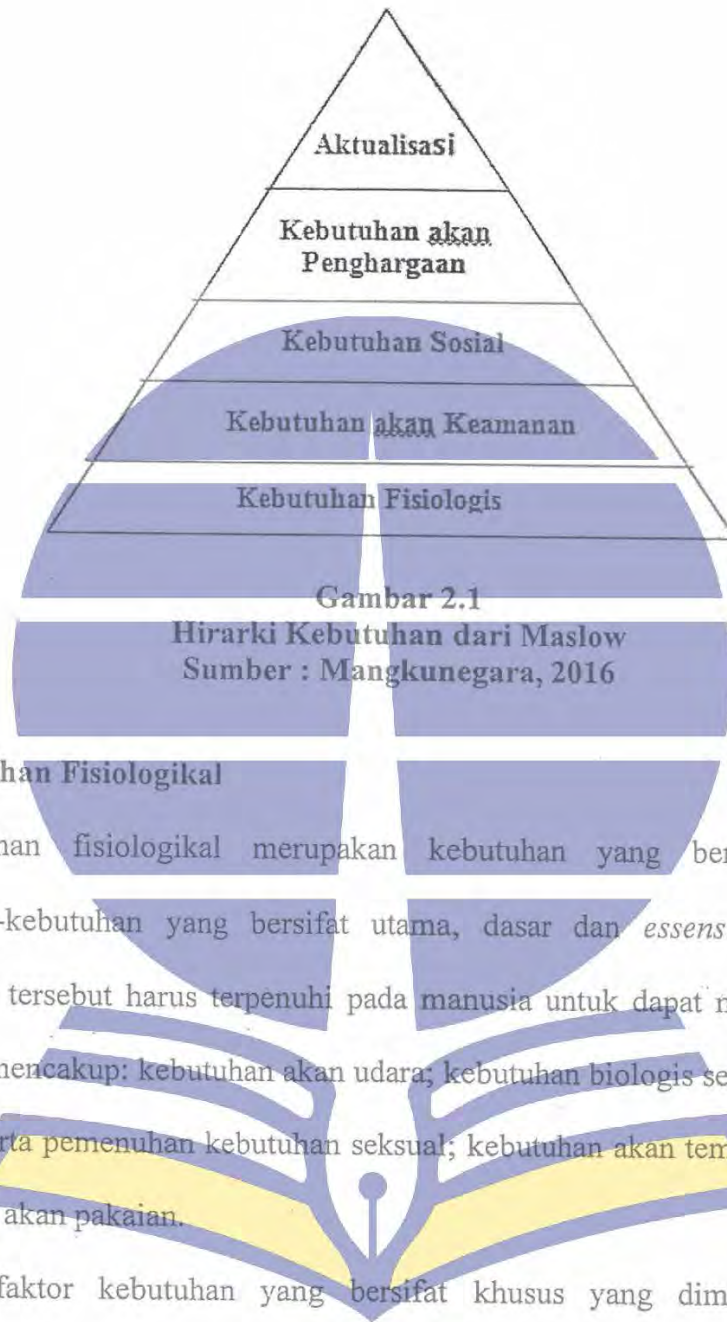 Aktualisasi
Kebutuhan akan
Penghargaan
Kebutuhan Sosial
Kebutuhan akan Keamanan
Kebutuhan Fisiologis
Gambar 2.1
Hirarki Kebutuhan dari Maslow
Sumber : Mangkunegara, 2016
han Fisiologikal
han fisiologikal merupakan kebutuhan yang ber
-kebutuhan yang bersifat utama, dasar dan essens
tersebut harus terpenuhi pada manusia untuk dapat
mencakup: kebutuhan akan udara; kebutuhan biologis se
rta pemenuhan kebutuhan seksual; kebutuhan akan tem
akan pakaian.
faktor kebutuhan yang bersifat khusus yang dim